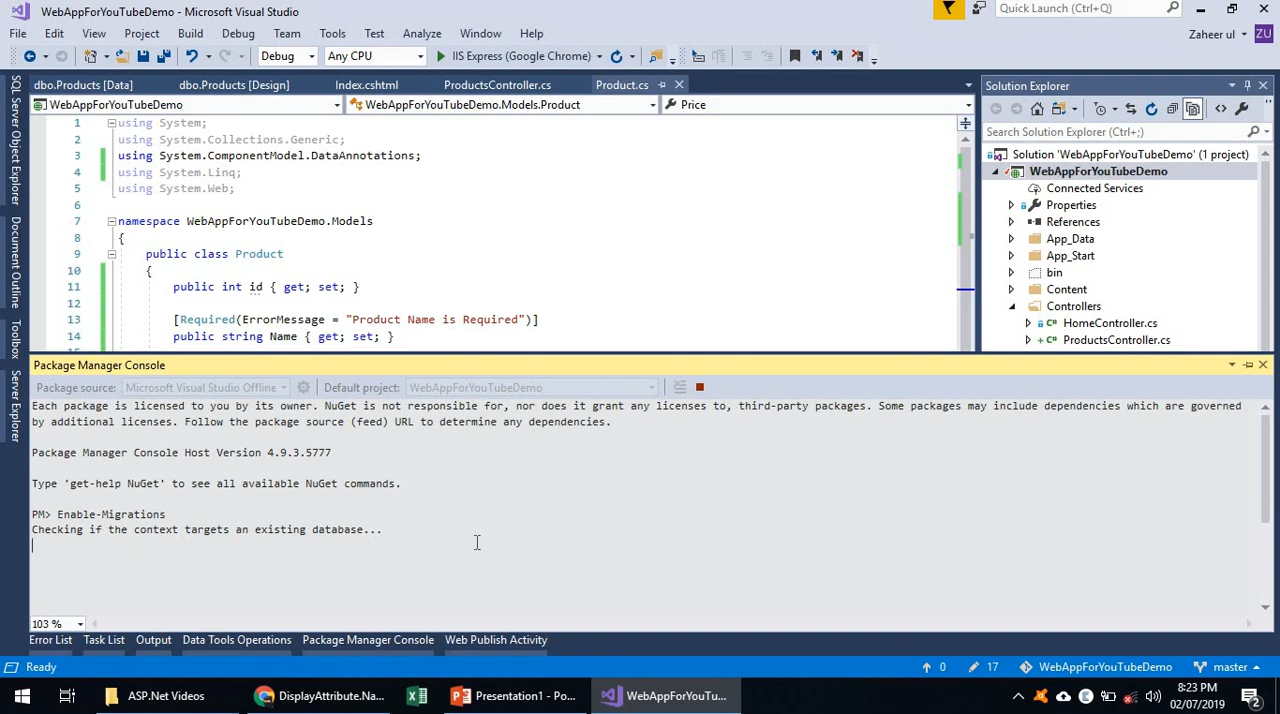 WebAppForYouTubeDemo - Microsoft Visual Studio
Quick Launch (Ctrl+Q)
File Edit View Project Build Debug Team Tools Test Analyze Window Help
Zaheer ul
ZU
Debug Any CPU IIS Express (Google Chrome)
dbo.Products [Data] dbo.Products [Design] Index.cshtml ProductsController.cs Product.cs
WebAppForYouTubeDemo WebAppForYouTubeDemo.Models.Product Price
1 using System;
2 using System.Collections.Generic;
3 using System.ComponentModel.DataAnnotations;
4 using System.Linq;
5 using System.Web;
6
7 namespace WebAppForYouTubeDemo.Models
8 {
9 public class Product
10 {
11 public int id { get; set; }
12
13 [Required(ErrorMessage = "Product Name is Required")]
14 public string Name { get; set; }
SQL Server Object Explorer
Document Outline
Toolbox
Server Explorer
Solution Explorer
Search Solution Explorer (Ctrl+;)
Solution 'WebAppForYouTubeDemo' (1 project)
WebAppForYouTubeDemo
Connected Services
Properties
References
App_Data
App_Start
bin
Content
Controllers
HomeController.cs
ProductsController.cs
Package Manager Console
Package source: Microsoft Visual Studio Offline Default project: WebAppForYouTubeDemo
Each package is licensed to you by its owner. NuGet is not responsible for, nor does it grant any licenses to, third-party packages. Some packages may include dependencies which are governed
by additional licenses. Follow the package source (feed) URL to determine any dependencies.
Package Manager Console Host Version 4.9.3.5777
Type 'get-help NuGet' to see all available NuGet commands.
PM> Enable-Migrations
Checking if the context targets an existing database...
103 %
Error List Task List Output Data Tools Operations Package Manager Console Web Publish Activity
Ready
0 17 WebAppForYouTubeDemo master
ASP.Net Videos DisplayAttribute.Na... Presentation1 - Po... WebAppForYouTu...
8:23 PM
02/07/2019
2